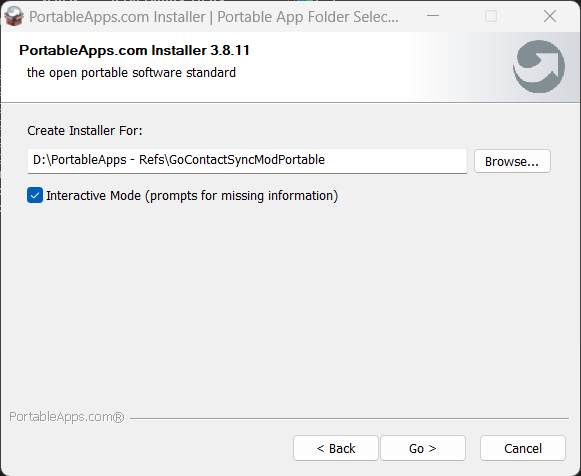 PortableApps.com Installer | Portable App Folder Selec...
PortableApps.com Installer 3.8.11
the open portable software standard
Create Installer For:
D:\PortableApps - Refs\GoContactSyncModPortable
Browse...
Interactive Mode (prompts for missing information)
PortableApps.com®
< Back
Go >
Cancel